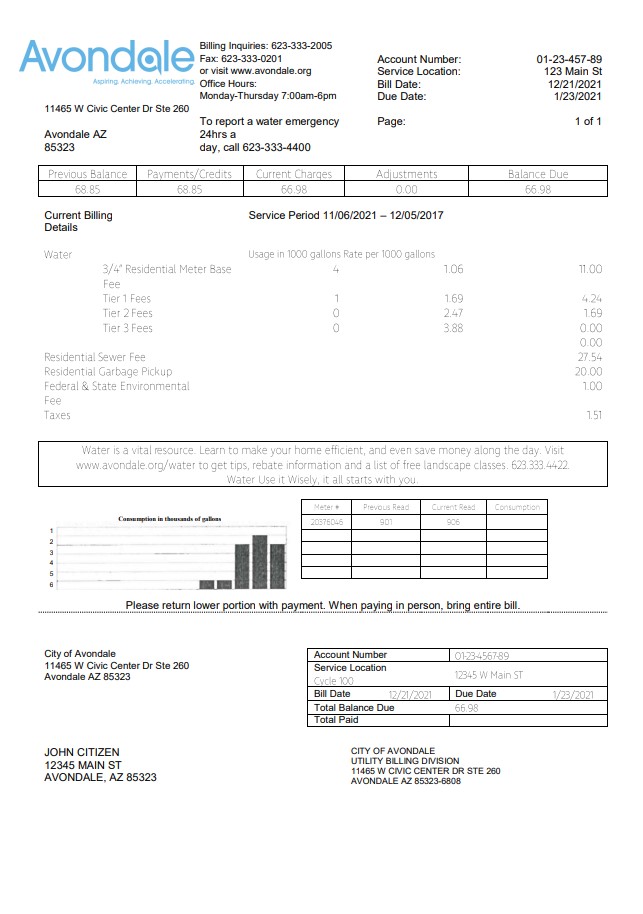 Avondale
Aspiring. Achieving. Accelerating.
Billing Inquiries: 623-333-2005
Fax: 623-333-0201
or visit www.avondale.org
Office Hours:
Monday-Thursday 7:00am-6pm
To report a water emergency
24hrs a
day, call 623-333-4400
11465 W Civic Center Dr Ste 260
Avondale AZ
85323
Account Number: 01-23-457-89
Service Location: 123 Main St
Bill Date: 12/21/2021
Due Date: 1/23/2021
Page: 1 of 1
Previous Balance Payments/Credits Current Charges Adjustments Balance Due
68.85 68.85 66.98 0.00 66.98
Current Billing
Details
Service Period 11/06/2021 – 12/05/2017
Water Usage in 1000 gallons Rate per 1000 gallons
3/4" Residential Meter Base 4 1.06 11.00
Fee
Tier 1 Fees 1 1.69 4.24
Tier 2 Fees 0 2.47 1.69
Tier 3 Fees 0 3.88 0.00
0.00
Residential Sewer Fee 27.54
Residential Garbage Pickup 20.00
Federal & State Environmental 1.00
Fee
Taxes 1.51
Water is a vital resource. Learn to make your home efficient, and even save money along the day. Visit
www.avondale.org/water to get tips, rebate information and a list of free landscape classes. 623.333.4422.
Water Use it Wisely, it all starts with you.
Consumption in thousands of gallons
1
2
3
4
5
6
Meter # Previous Read Current Read Consumption
20376046 901 906
Please return lower portion with payment. When paying in person, bring entire bill.
City of Avondale
11465 W Civic Center Dr Ste 260
Avondale AZ 85323
Account Number 01-23-4567-89
Service Location
Cycle 100 12345 W Main ST
Bill Date 12/21/2021 Due Date 1/23/2021
Total Balance Due 66.98
Total Paid
JOHN CITIZEN
12345 MAIN ST
AVONDALE, AZ 85323
CITY OF AVONDALE
UTILITY BILLING DIVISION
11465 W CIVIC CENTER DR STE 260
AVONDALE AZ 85323-6808